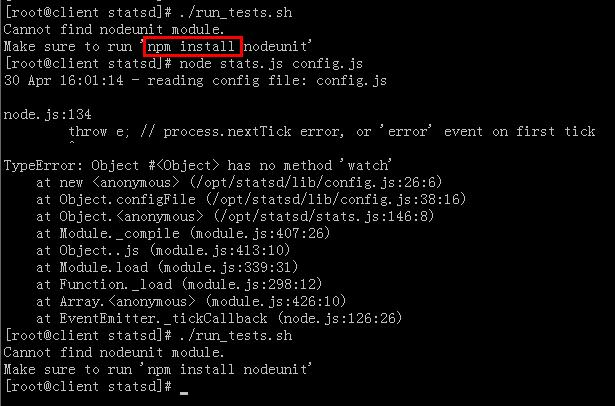 [root@client statsd]# ./run_tests.sh
Cannot find nodeunit module.
Make sure to run 'npm install nodeunit'
[root@client statsd]# node stats.js config.js
30 Apr 16:01:14 - reading config file: config.js
node.js:134
throw e; // process.nextTick error, or 'error' event on first tick
^
TypeError: Object #<Object> has no method 'watch'
at new <anonymous> (/opt/statsd/lib/config.js:26:6)
at Object.configFile (/opt/statsd/lib/config.js:38:16)
at Object.<anonymous> (/opt/statsd/stats.js:146:8)
at Module._compile (module.js:407:26)
at Object..js (module.js:413:10)
at Module.load (module.js:339:31)
at Function._load (module.js:298:12)
at Array.<anonymous> (module.js:426:10)
at EventEmitter._tickCallback (node.js:126:26)
[root@client statsd]# ./run_tests.sh
Cannot find nodeunit module.
Make sure to run 'npm install nodeunit'
[root@client statsd]# _